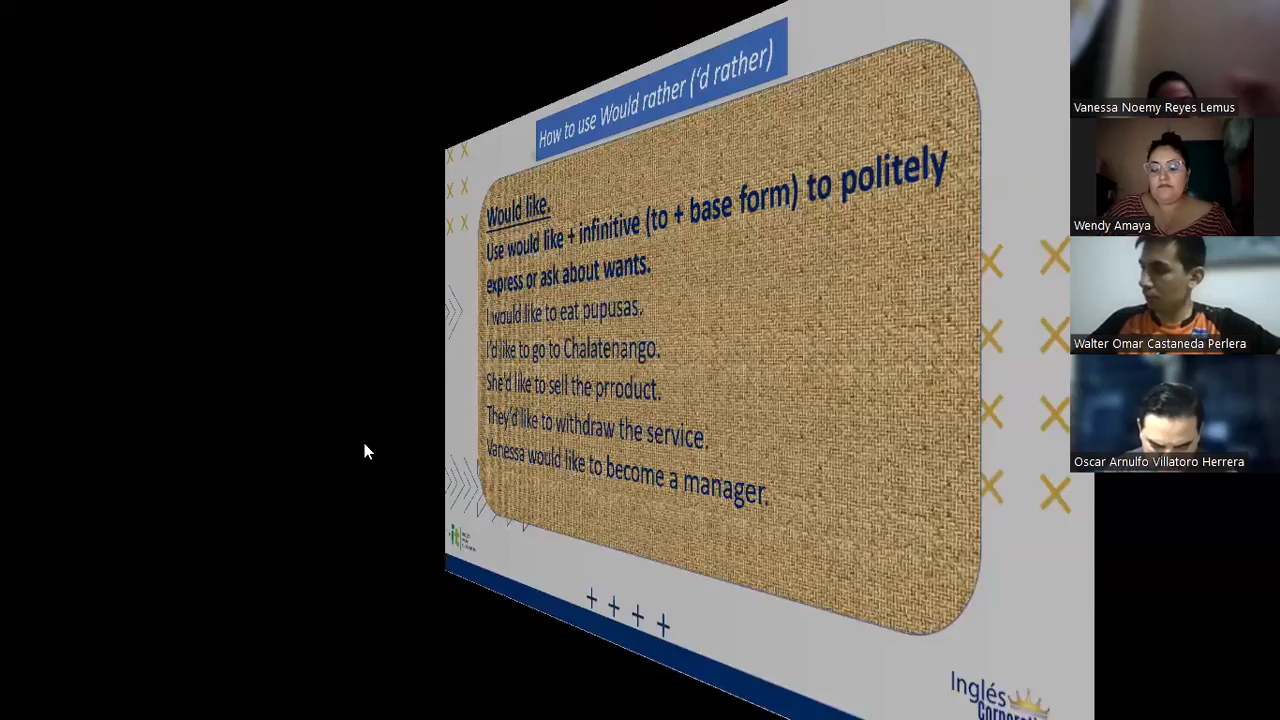 How to use Would rather (‘d rather)
Would like.
Use would like + infinitive (to + base form) to politely
express or ask about wants.
I would like to eat pupusas.
I’d like to go to Chalatenango.
She’d like to sell the prroduct.
They’d like to withdraw the service.
Vanessa would like to become a manager.
it
Inglés
Vanessa Noemy Reyes Lemus
Wendy Amaya
Walter Omar Castaneda Perlera
Oscar Arnulfo Villatoro Herrera